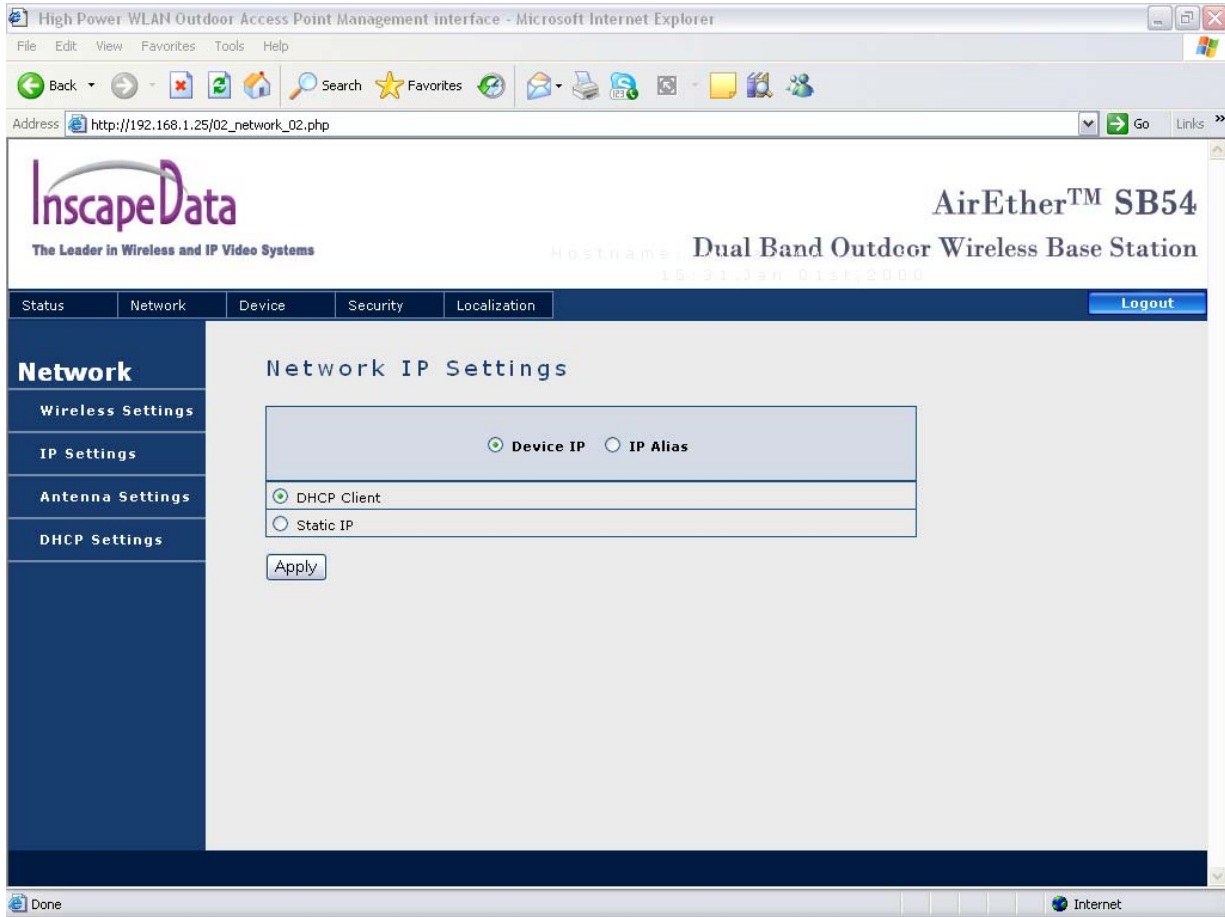 High Power WLAN Outdoor Access Point Management interface - Microsoft Internet Explorer
File Edit View Favorites Tools Help
Back Search Favorites
Address http://192.168.1.25/02_network_02.php Go Links »
InscapeData
The Leader in Wireless and IP Video Systems
AirEther™ SB54
Dual Band Outdoor Wireless Base Station
Hostname:
15:31,Jan 01st,2000
Status Network Device Security Localization Logout
Network
Wireless Settings
IP Settings
Antenna Settings
DHCP Settings
Network IP Settings
Device IP IP Alias
DHCP Client
Static IP
Apply
Done Internet